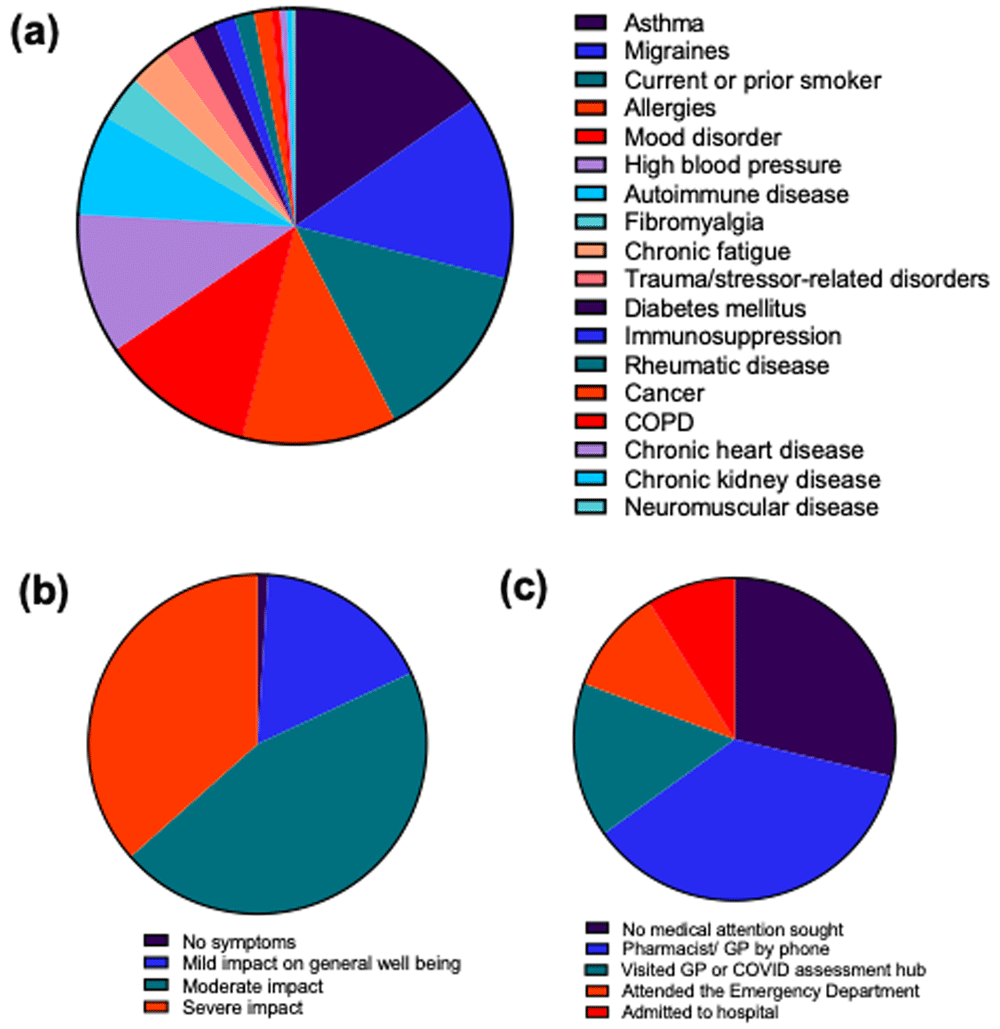 (a)
Asthma
Migraines
Current or prior smoker
Allergies
Mood disorder
High blood pressure
Autoimmune disease
Fibromyalgia
Chronic fatigue
Trauma/stressor-related disorders
Diabetes mellitus
Immunosuppression
Rheumatic disease
Cancer
COPD
Chronic heart disease
Chronic kidney disease
Neuromuscular disease
(b)
No symptoms
Mild impact on general well being
Moderate impact
Severe impact
(c)
No medical attention sought
Pharmacist/ GP by phone
Visited GP or COVID assessment hub
Attended the Emergency Department
Admitted to hospital